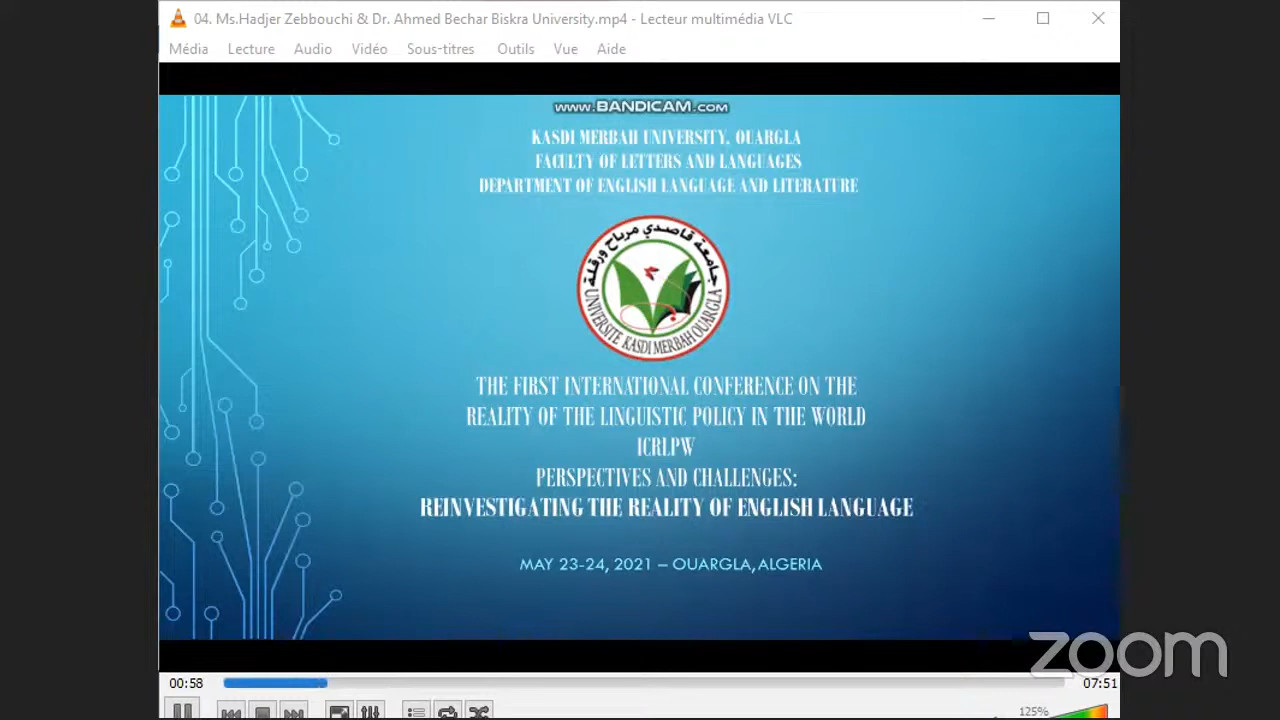 04. Ms.Hadjer Zebbouchi & Dr. Ahmed Bechar Biskra University.mp4 - Lecteur multimédia VLC
Média Lecture Audio Vidéo Sous-titres Outils Vue Aide
www.BANDICAM.com
KASDI MERBAH UNIVERSITY, OUARGLA
FACULTY OF LETTERS AND LANGUAGES
DEPARTMENT OF ENGLISH LANGUAGE AND LITERATURE
جامعة قاصدي مرباح ورقلة
UNIVERSITE KASDI MERBAH OUARGLA
THE FIRST INTERNATIONAL CONFERENCE ON THE
REALITY OF THE LINGUISTIC POLICY IN THE WORLD
ICRLPW
PERSPECTIVES AND CHALLENGES:
REINVESTIGATING THE REALITY OF ENGLISH LANGUAGE
MAY 23-24, 2021 – OUARGLA,ALGERIA
zoom
00:58 07:51
125%